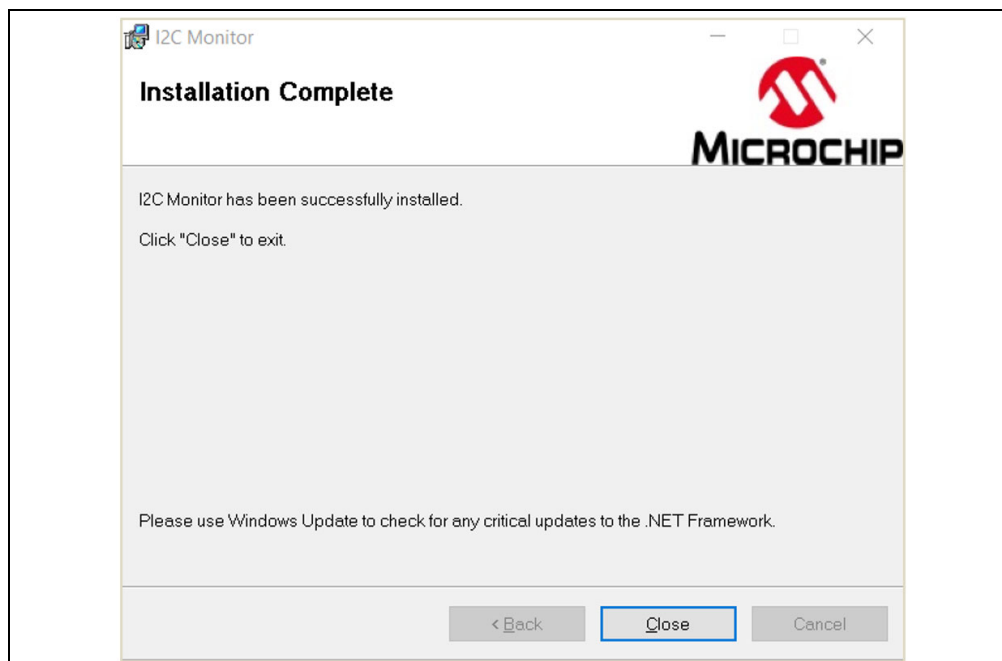 I2C Monitor
Installation Complete
MICROCHIP
I2C Monitor has been successfully installed.
Click "Close" to exit.
Please use Windows Update to check for any critical updates to the .NET Framework.
< Back
Close
Cancel